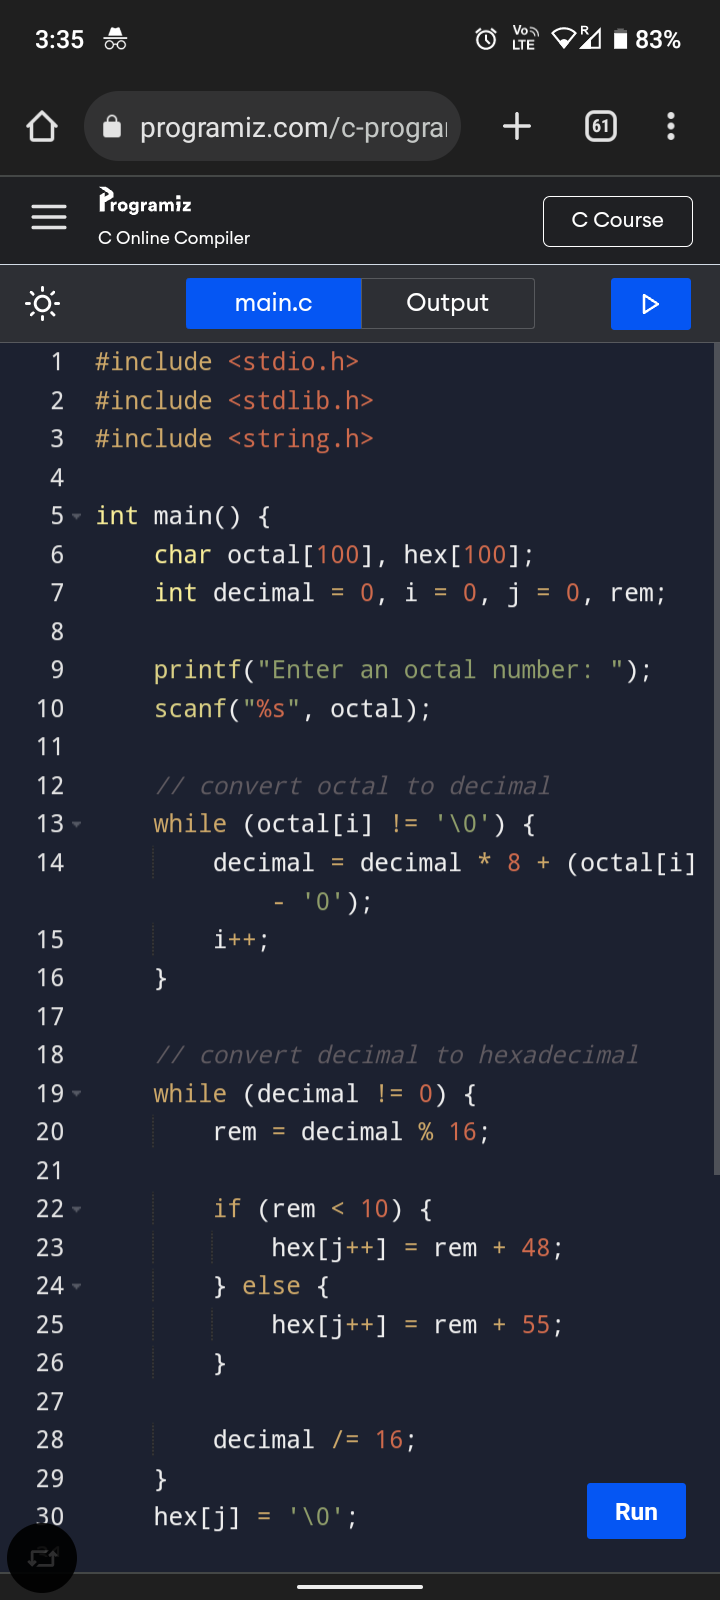 3:35 Vo LTE R 83%
programiz.com/c-program 61
Programiz
C Online Compiler
C Course
main.c Output
1 #include <stdio.h>
2 #include <stdlib.h>
3 #include <string.h>
4
5 int main() {
6 char octal[100], hex[100];
7 int decimal = 0, i = 0, j = 0, rem;
8
9 printf("Enter an octal number: ");
10 scanf("%s", octal);
11
12 // convert octal to decimal
13 while (octal[i] != '\0') {
14 decimal = decimal * 8 + (octal[i]
- '0');
15 i++;
16 }
17
18 // convert decimal to hexadecimal
19 while (decimal != 0) {
20 rem = decimal % 16;
21
22 if (rem < 10) {
23 hex[j++] = rem + 48;
24 } else {
25 hex[j++] = rem + 55;
26 }
27
28 decimal /= 16;
29 }
30 hex[j] = '\0';
Run